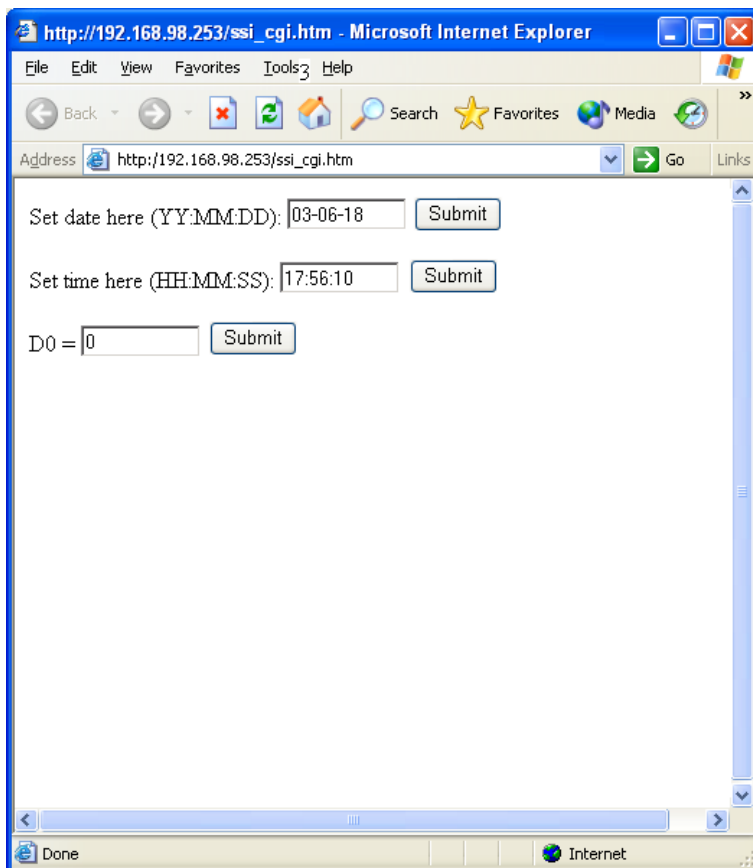 http://192.168.98.253/ssi_cgi.htm - Microsoft Internet Explorer
File Edit View Favorites Tools3 Help
Back Search Favorites Media »
Address http:/192.168.98.253/ssi_cgi.htm Go Links
Set date here (YY:MM:DD): 03-06-18 Submit
Set time here (HH:MM:SS): 17:56:10 Submit
D0 = 0 Submit
Done Internet